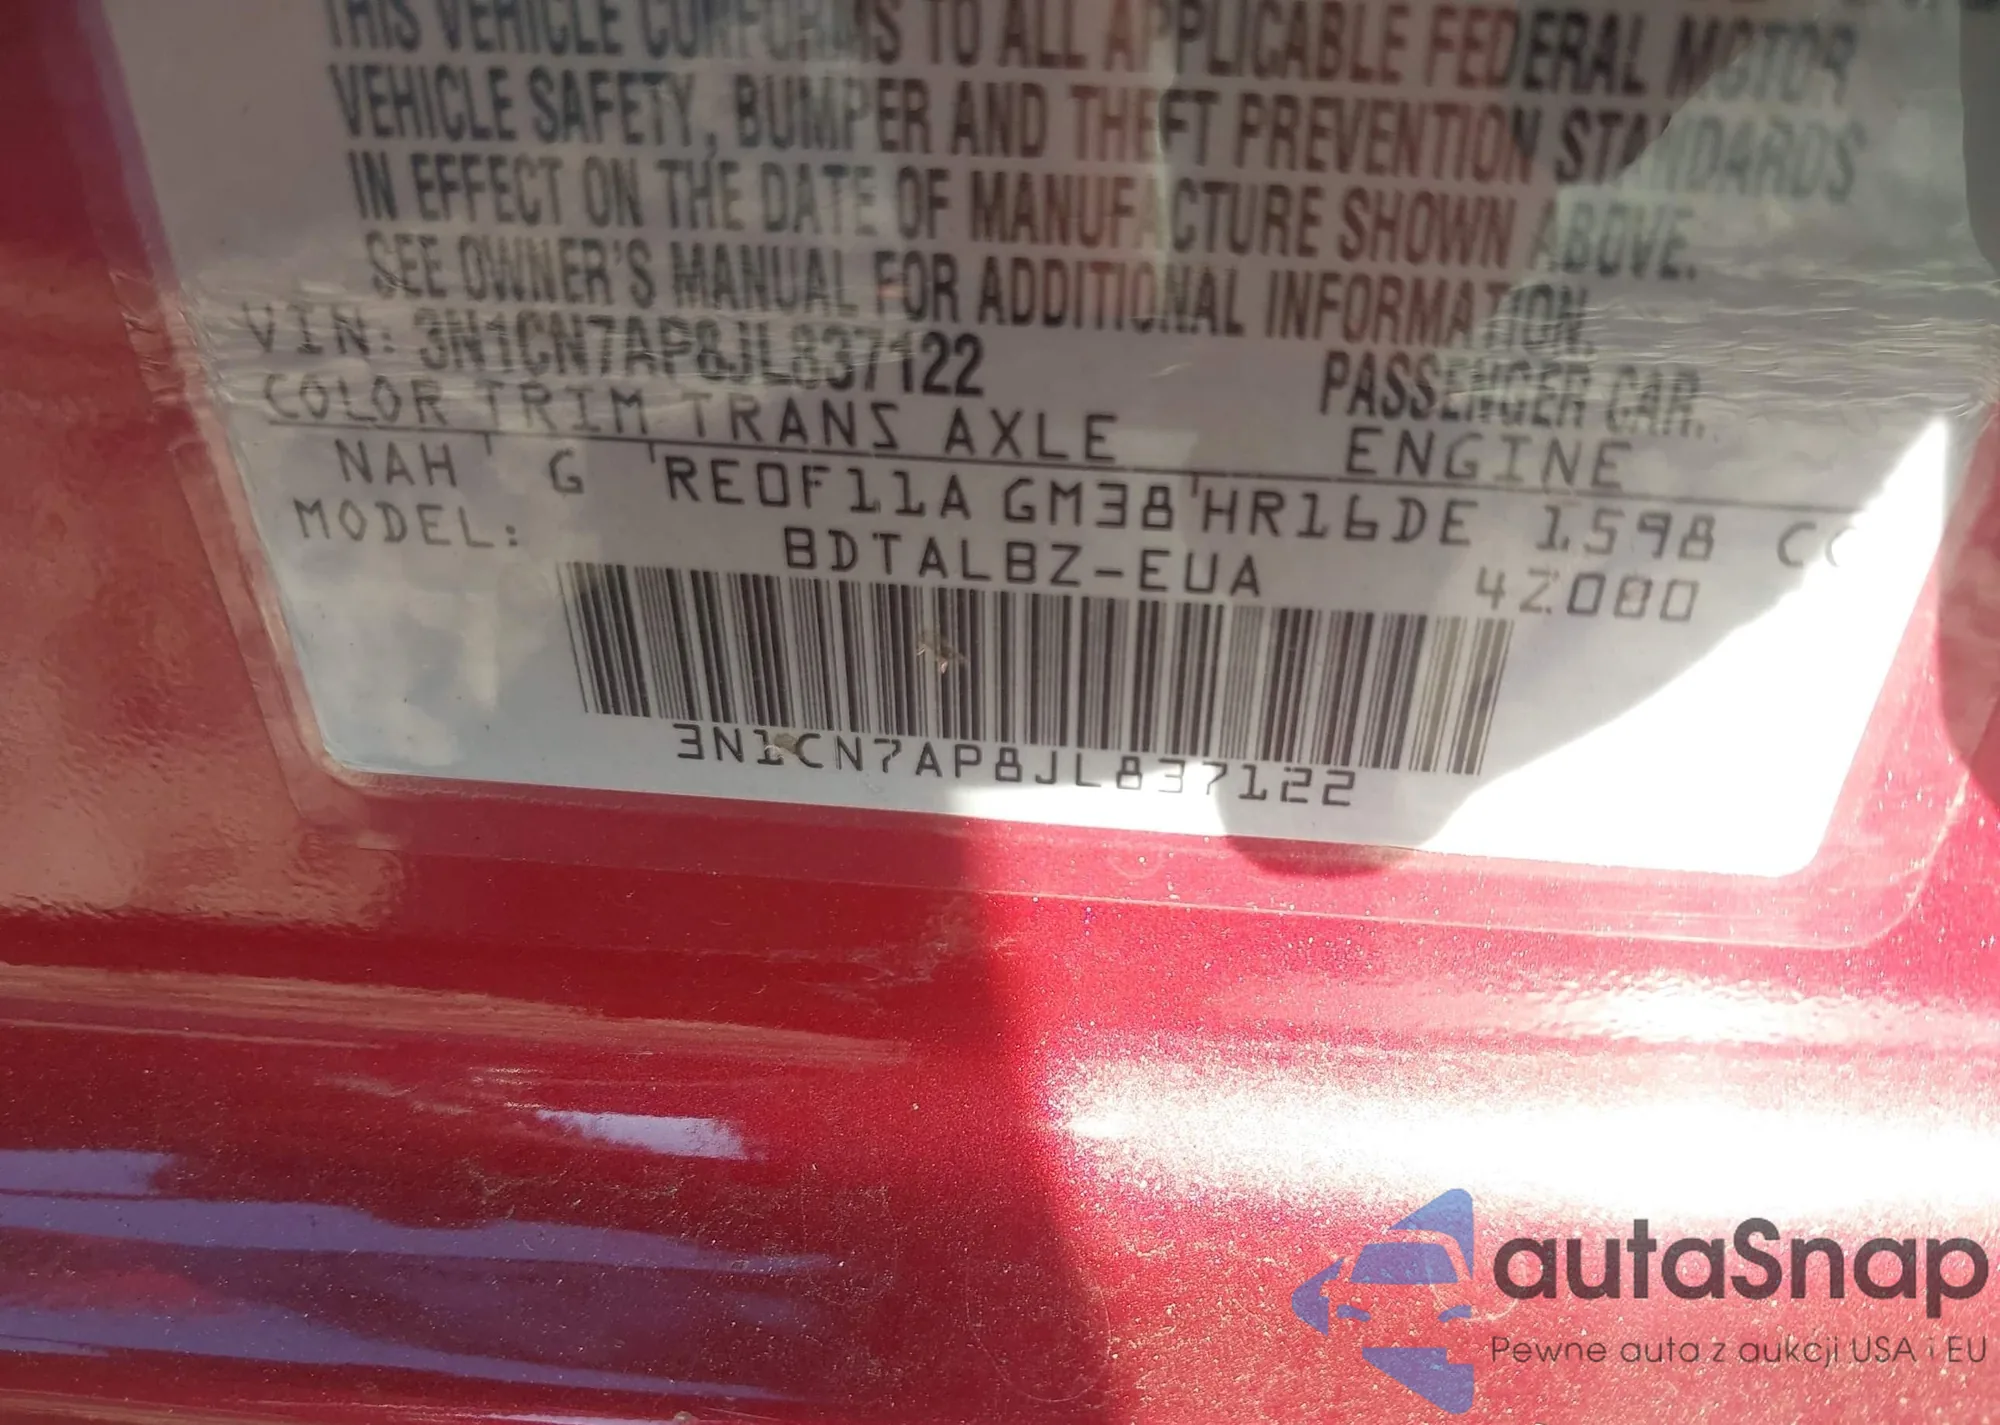 THIS VEHICLE CONFORMS TO ALL APPLICABLE FEDERAL MOTOR
VEHICLE SAFETY, BUMPER AND THEFT PREVENTION STANDARDS
IN EFFECT ON THE DATE OF MANUFACTURE SHOWN ABOVE.
SEE OWNER'S MANUAL FOR ADDITIONAL INFORMATION.
VIN: 3N1CN7AP8JL837122 PASSENGER CAR.
COLOR TRIM TRANS AXLE ENGINE
NAH G RE0F11A GM38 HR16DE 1,598 CC
MODEL: BDTALBZ-EUA 42080
3N1CN7AP8JL837122
autaSnap
Pewne auta z aukcji USA i EU